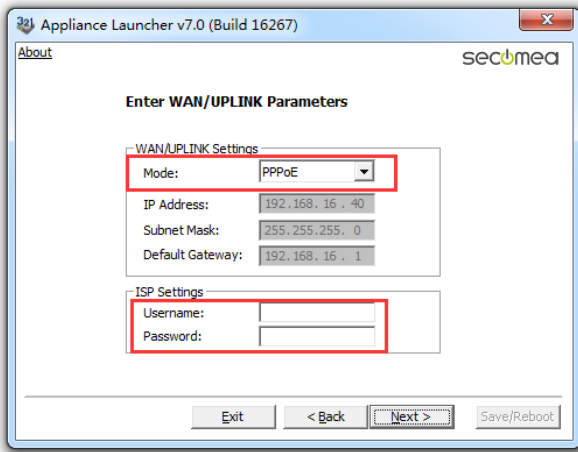 Appliance Launcher v7.0 (Build 16267)
About
secomea
Enter WAN/UPLINK Parameters
WAN/UPLINK Settings
Mode: PPPoE
IP Address: 192.168. 16 . 40
Subnet Mask: 255.255.255. 0
Default Gateway: 192.168. 16 . 1
ISP Settings
Username:
Password:
Exit < Back Next > Save/Reboot